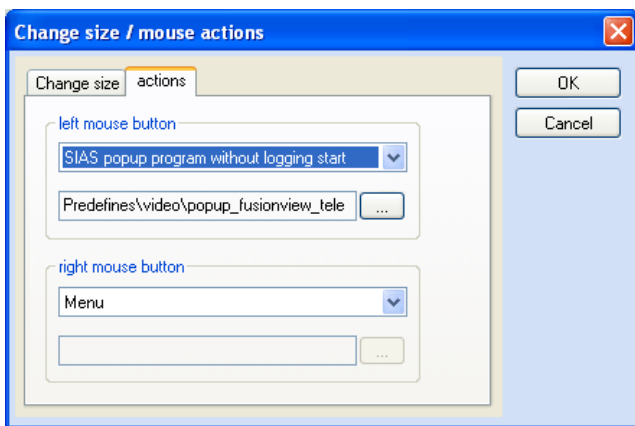 Change size / mouse actions
Change size
actions
OK
Cancel
left mouse button
SIAS popup program without logging start
Predefines\video\popup_fusionview_tele
...
right mouse button
Menu
...